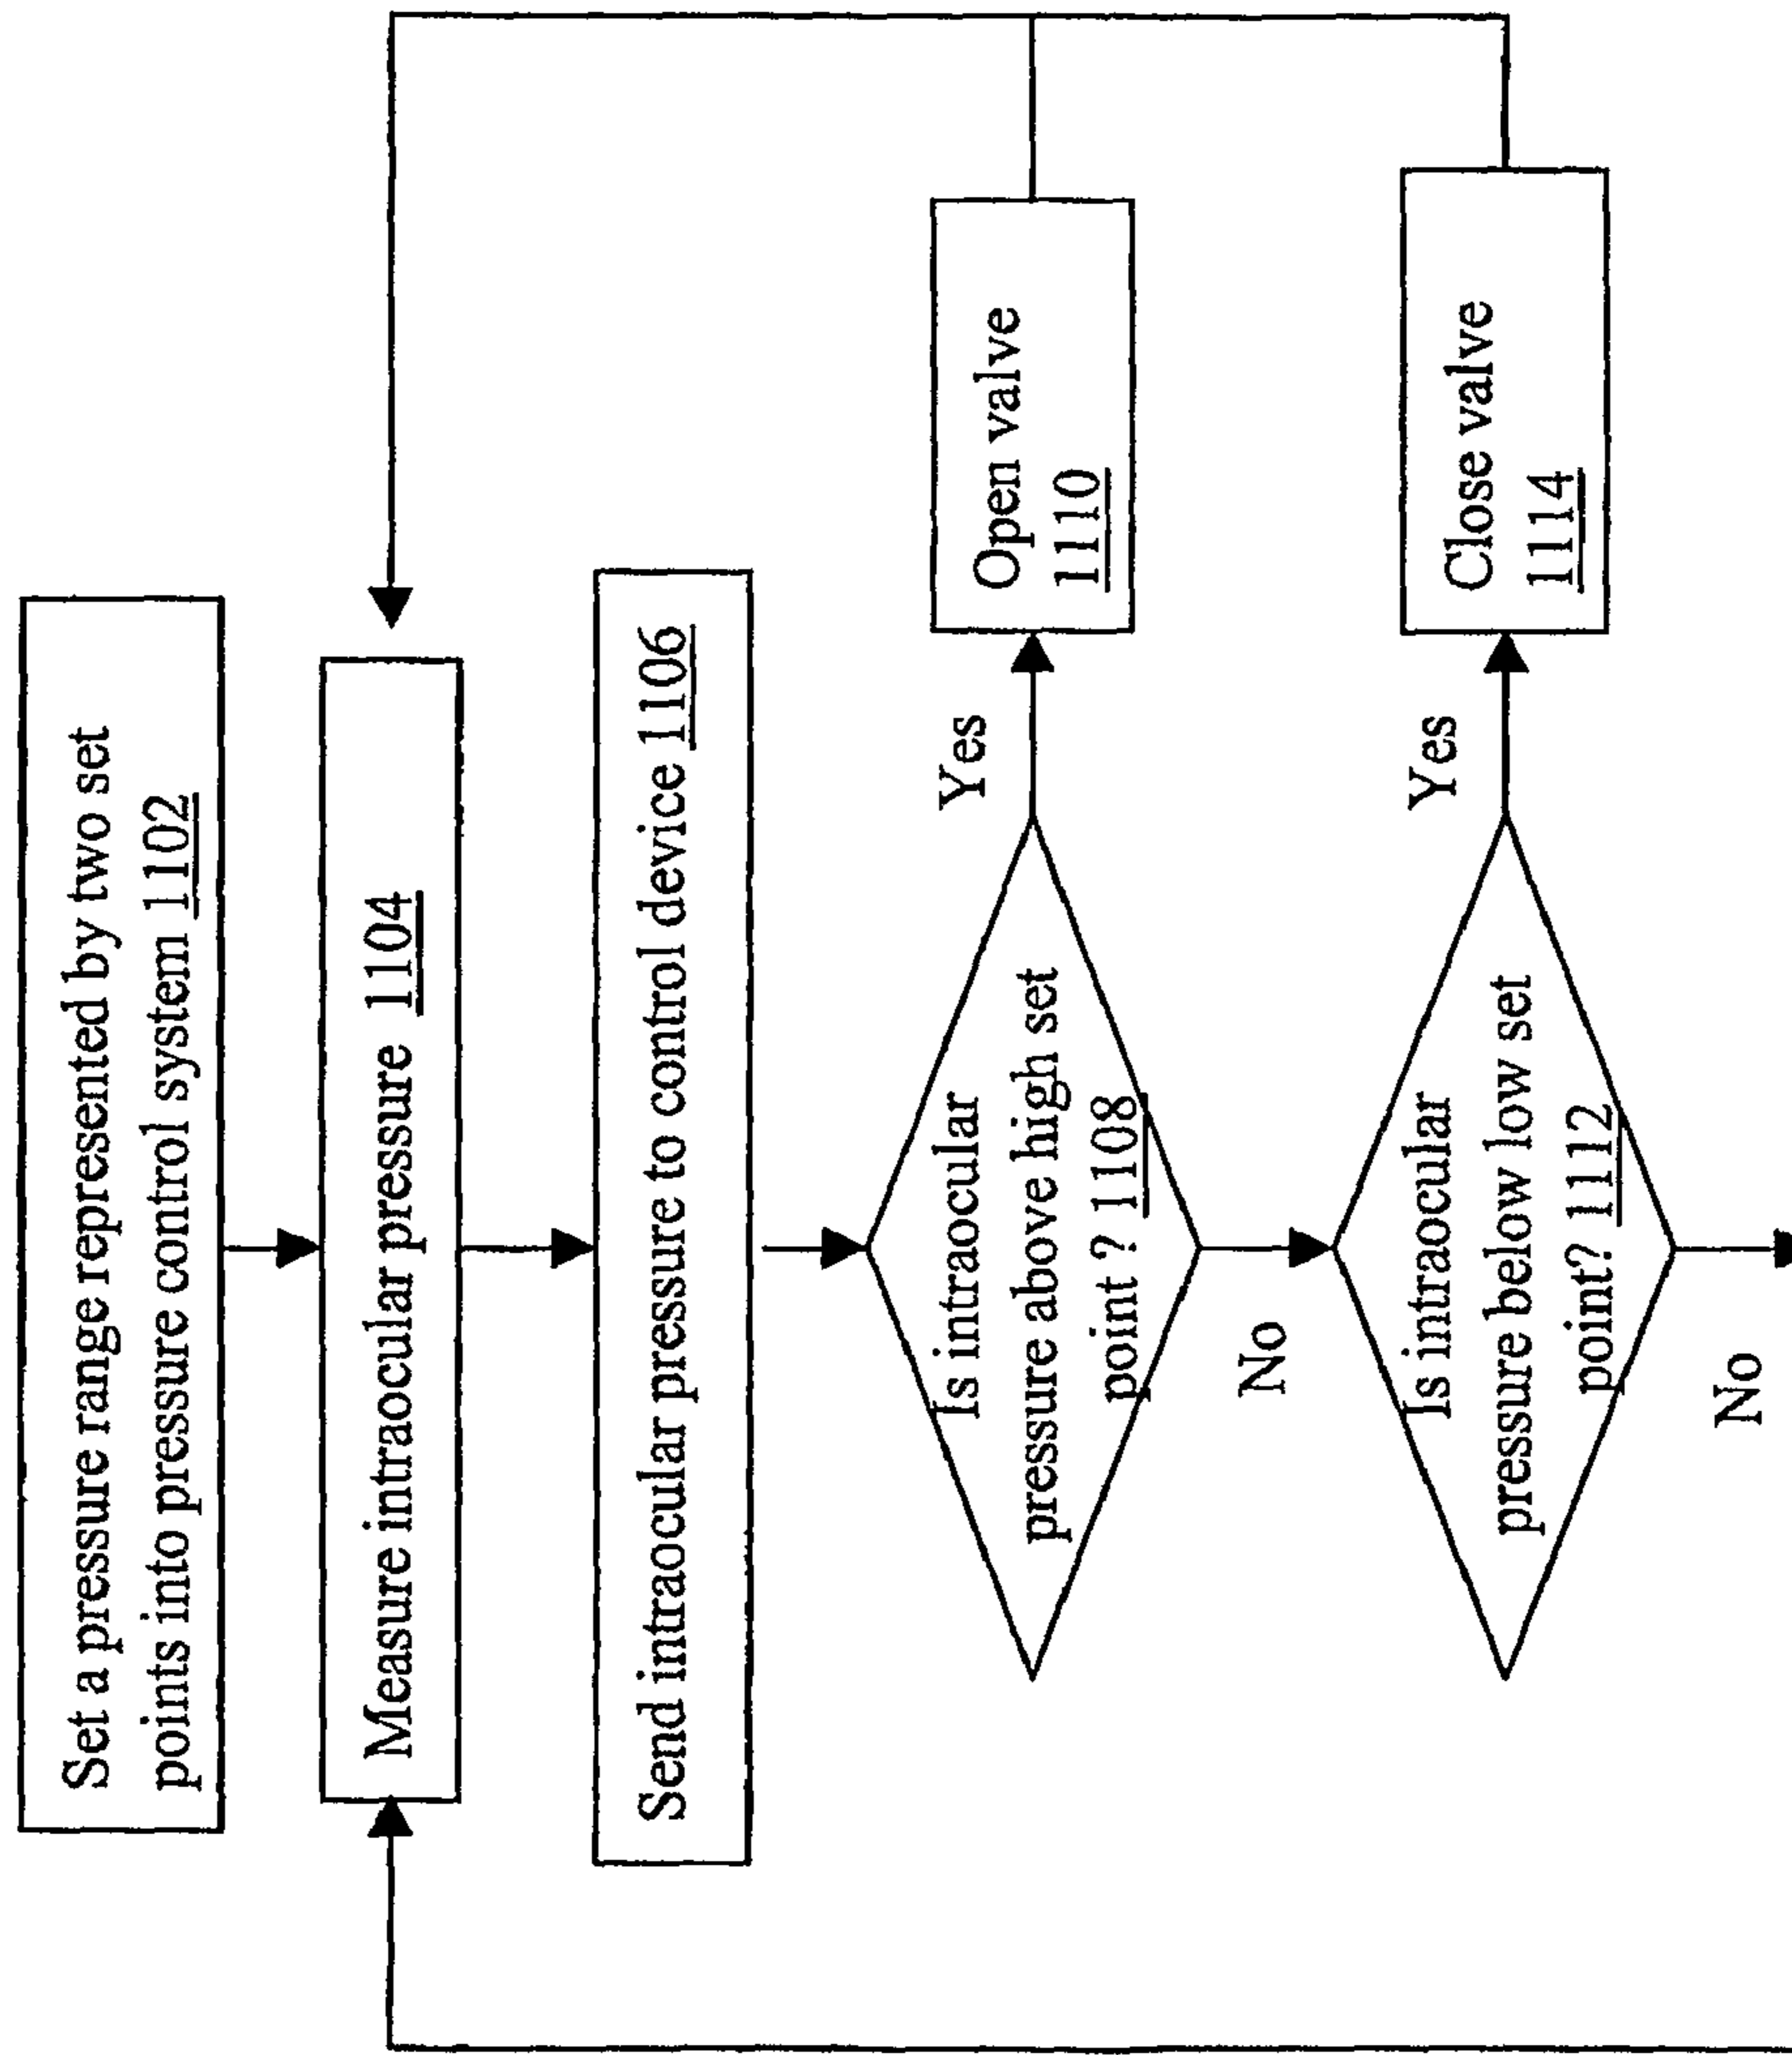 Set a pressure range represented by two set
points into pressure control system 1102
Measure intraocular pressure 1104
Send intraocular pressure to control device 1106
Is intraocular
pressure above high set
point ? 1108
Yes
Open valve
1110
No
Is intraocular
pressure below low set
point? 1112
Yes
Close valve
1114
No